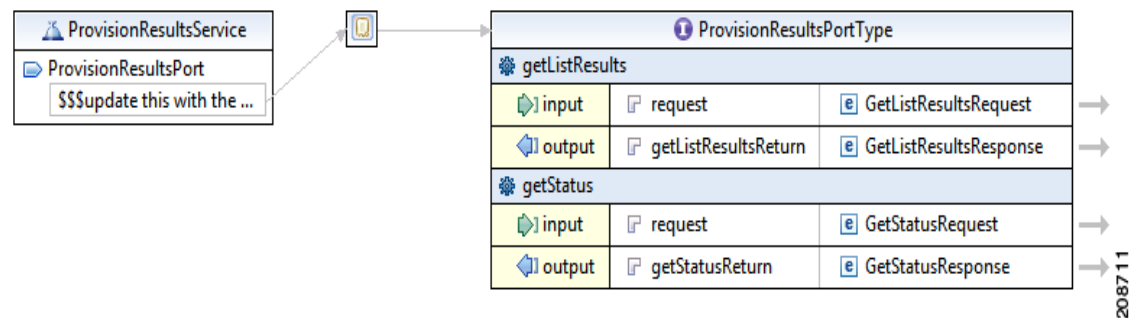 ProvisionResultsService
ProvisionResultsPort
$$$update this with the ...
I ProvisionResultsPortType
getListResults
input request e GetListResultsRequest
output getListResultsReturn e GetListResultsResponse
getStatus
input request e GetStatusRequest
output getStatusReturn e GetStatusResponse
208711